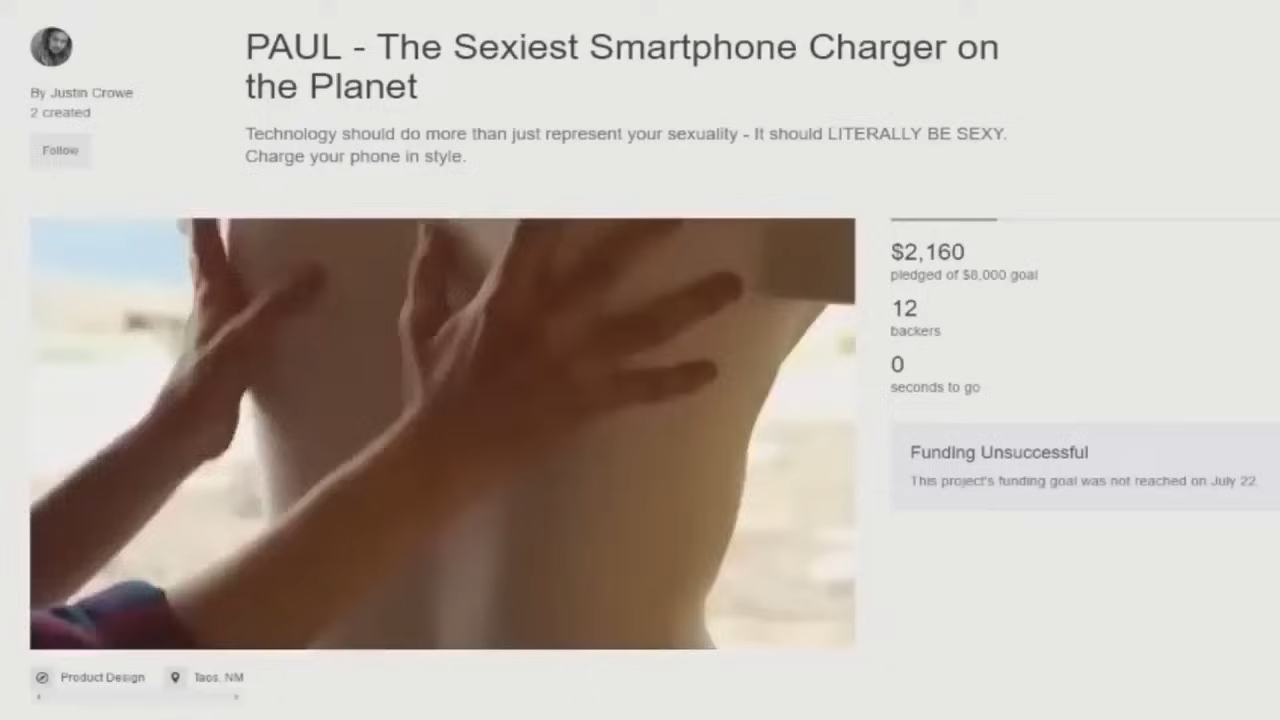 PAUL - The Sexiest Smartphone Charger on
the Planet
By Justin Crowe
2 created
Follow
Technology should do more than just represent your sexuality - It should LITERALLY BE SEXY.
Charge your phone in style.
$2,160
pledged of $8,000 goal
12
backers
0
seconds to go
Funding Unsuccessful
This project's funding goal was not reached on July 22.
Product Design
Taos, NM